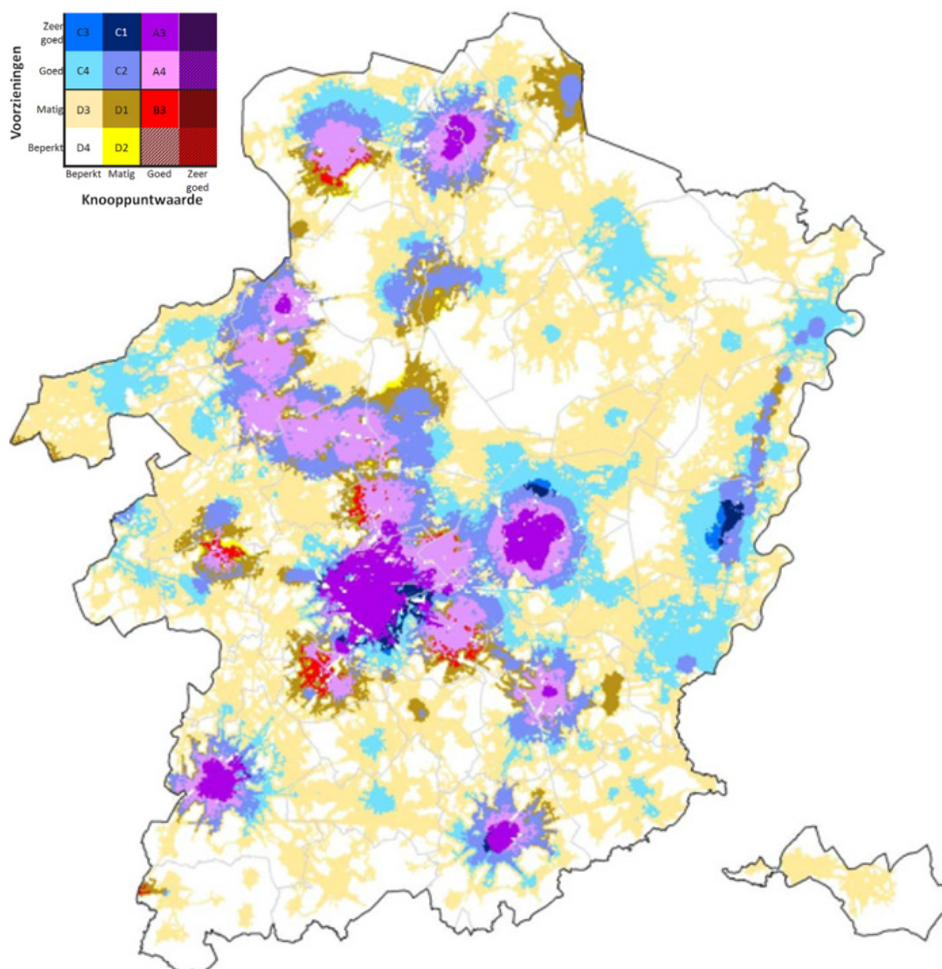 Voorzieningen
Zeer goed
C3 C1 A3
Goed
C4 C2 A4
Matig
D3 D1 B3
Beperkt
D4 D2
Beperkt Matig Goed Zeer goed
Knooppuntwaarde